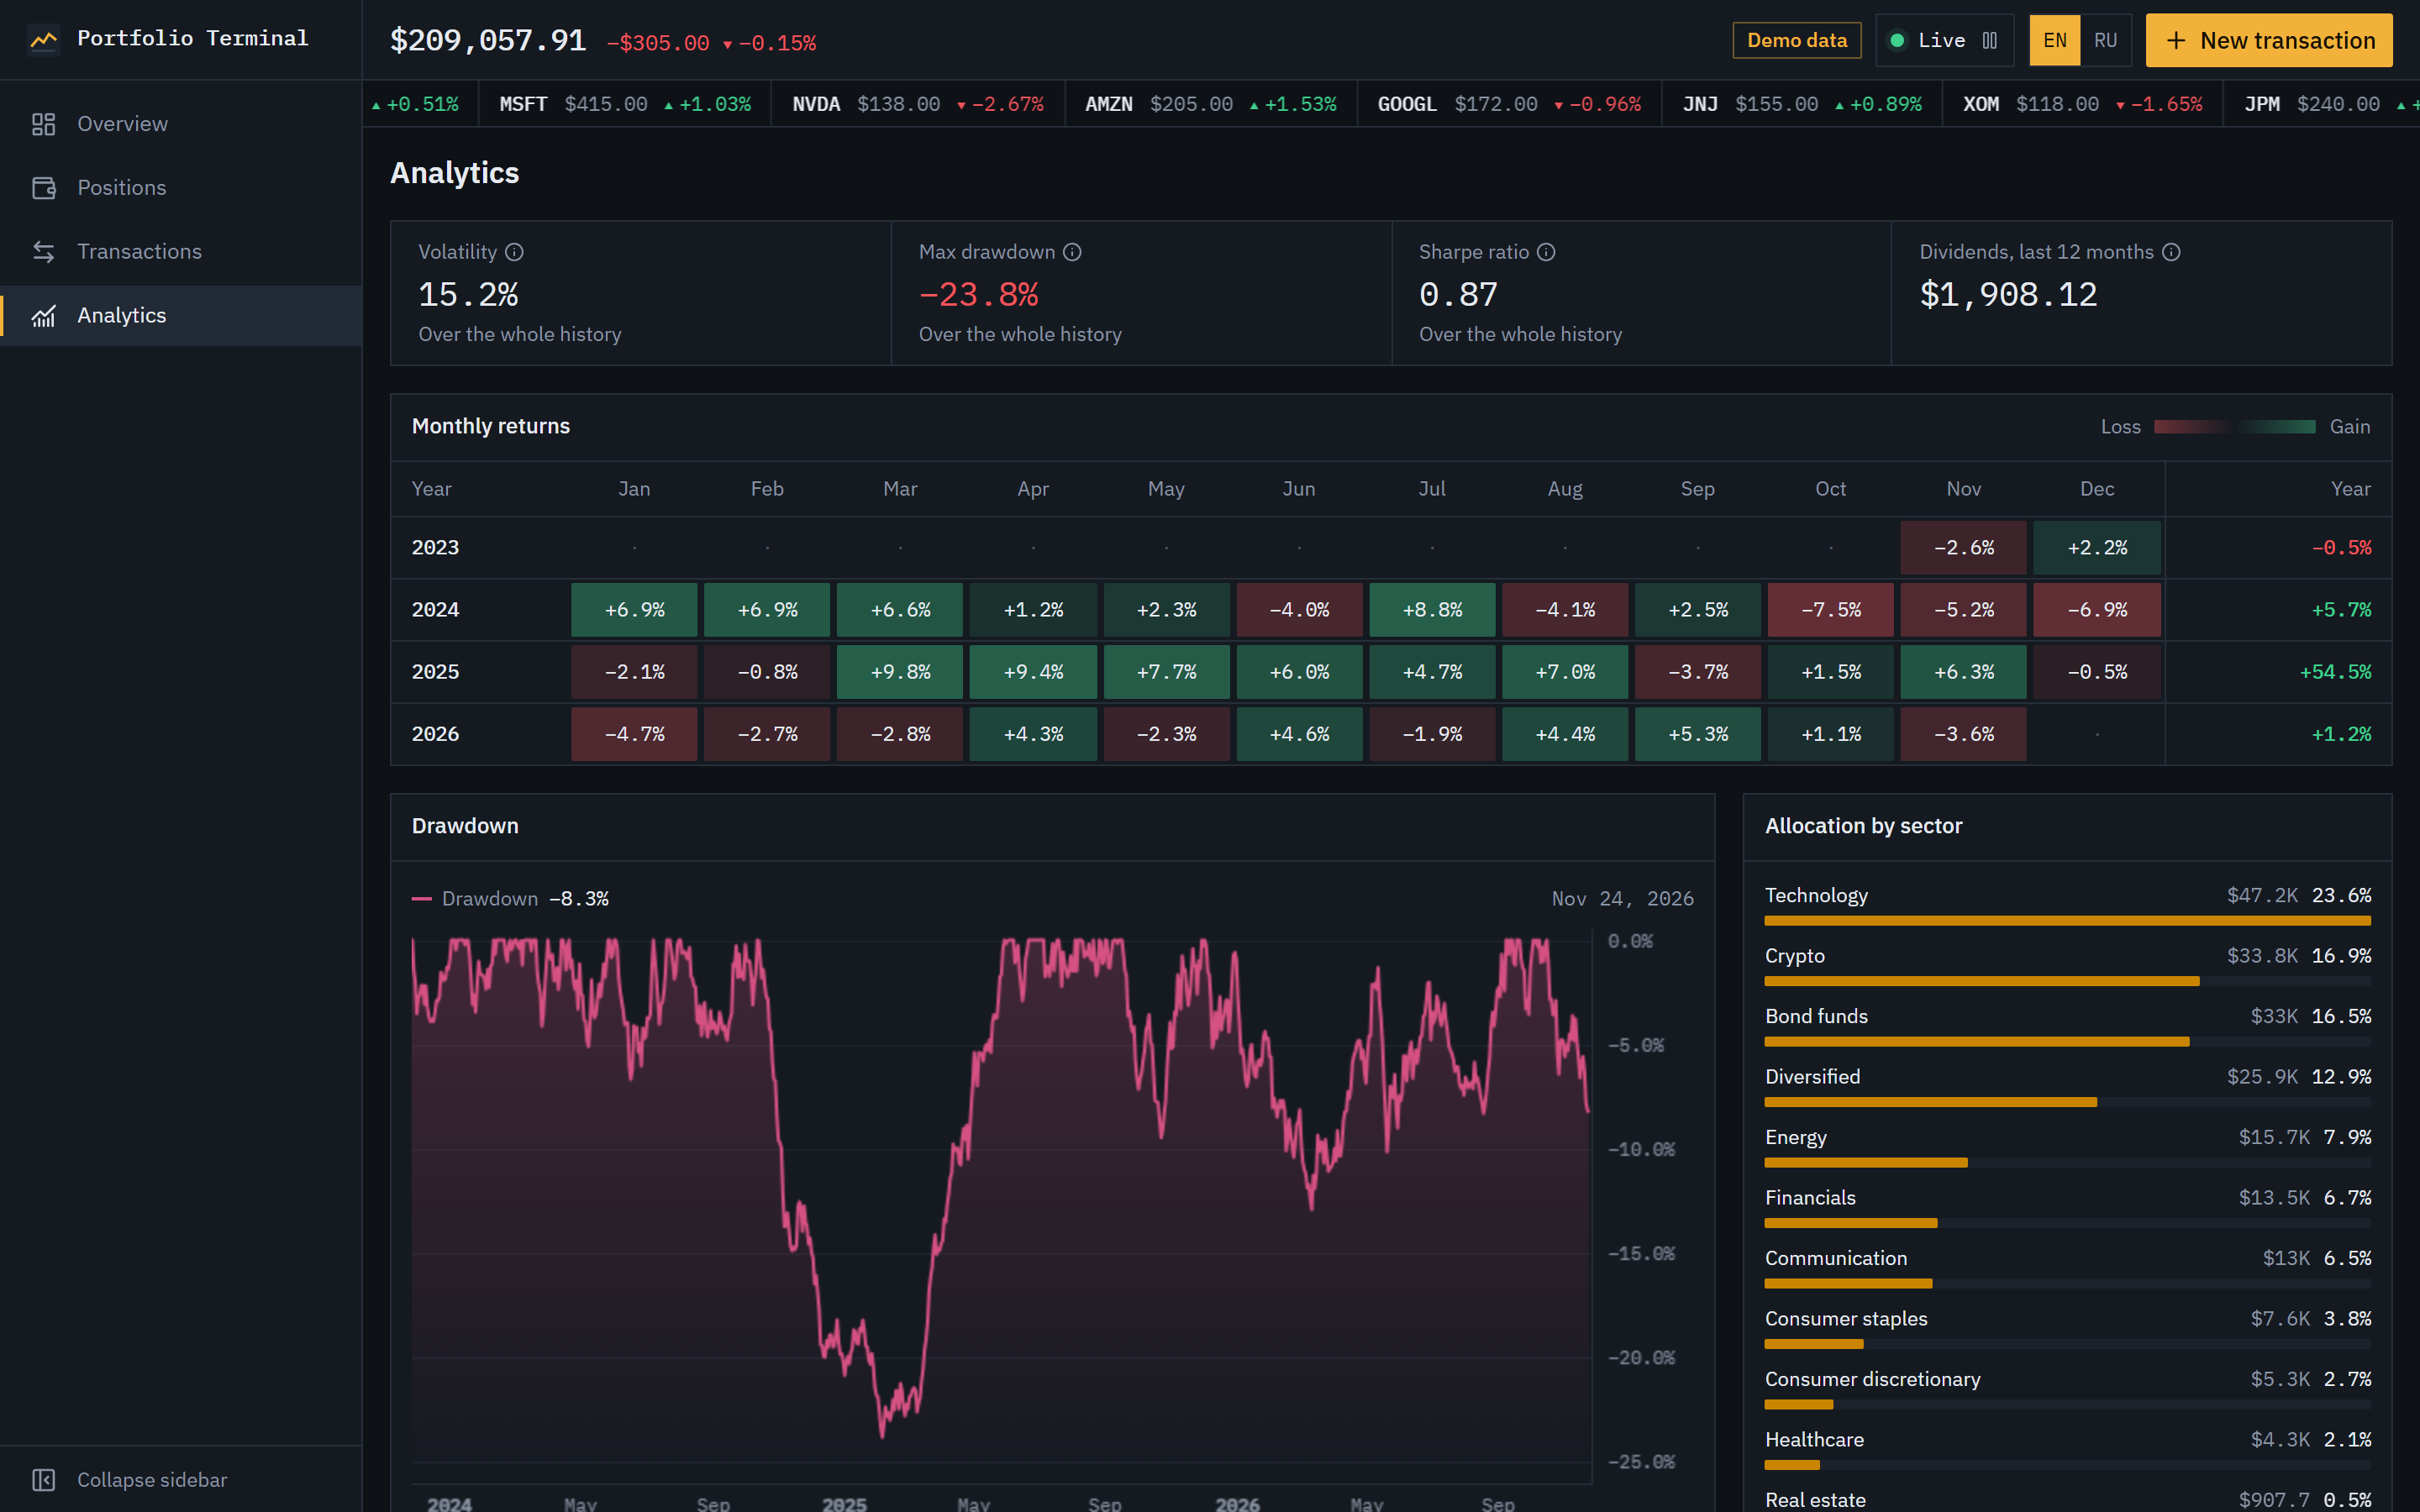 Portfolio Terminal
$209,057.91 −$305.00 ▼ −0.15%
Demo data
Live
EN RU
+ New transaction
▲ +0.51% MSFT $415.00 ▲ +1.03% NVDA $138.00 ▼ −2.67% AMZN $205.00 ▲ +1.53% GOOGL $172.00 ▼ −0.96% JNJ $155.00 ▲ +0.89% XOM $118.00 ▼ −1.65% JPM $240.00 ▲ +
Overview
Positions
Transactions
Analytics
Collapse sidebar
Analytics
Volatility
15.2%
Over the whole history
Max drawdown
−23.8%
Over the whole history
Sharpe ratio
0.87
Over the whole history
Dividends, last 12 months
$1,908.12
Monthly returns
Loss Gain
Year Jan Feb Mar Apr May Jun Jul Aug Sep Oct Nov Dec Year
2023 · · · · · · · · · · −2.6% +2.2% −0.5%
2024 +6.9% +6.9% +6.6% +1.2% +2.3% −4.0% +8.8% −4.1% +2.5% −7.5% −5.2% −6.9% +5.7%
2025 −2.1% −0.8% +9.8% +9.4% +7.7% +6.0% +4.7% +7.0% −3.7% +1.5% +6.3% −0.5% +54.5%
2026 −4.7% −2.7% −2.8% +4.3% −2.3% +4.6% −1.9% +4.4% +5.3% +1.1% −3.6% · +1.2%
Drawdown
Drawdown −8.3%
Nov 24, 2026
0.0%
−5.0%
−10.0%
−15.0%
−20.0%
−25.0%
2024 May Sep 2025 May Sep 2026 May Sep
Allocation by sector
Technology $47.2K 23.6%
Crypto $33.8K 16.9%
Bond funds $33K 16.5%
Diversified $25.9K 12.9%
Energy $15.7K 7.9%
Financials $13.5K 6.7%
Communication $13K 6.5%
Consumer staples $7.6K 3.8%
Consumer discretionary $5.3K 2.7%
Healthcare $4.3K 2.1%
Real estate $907.7 0.5%